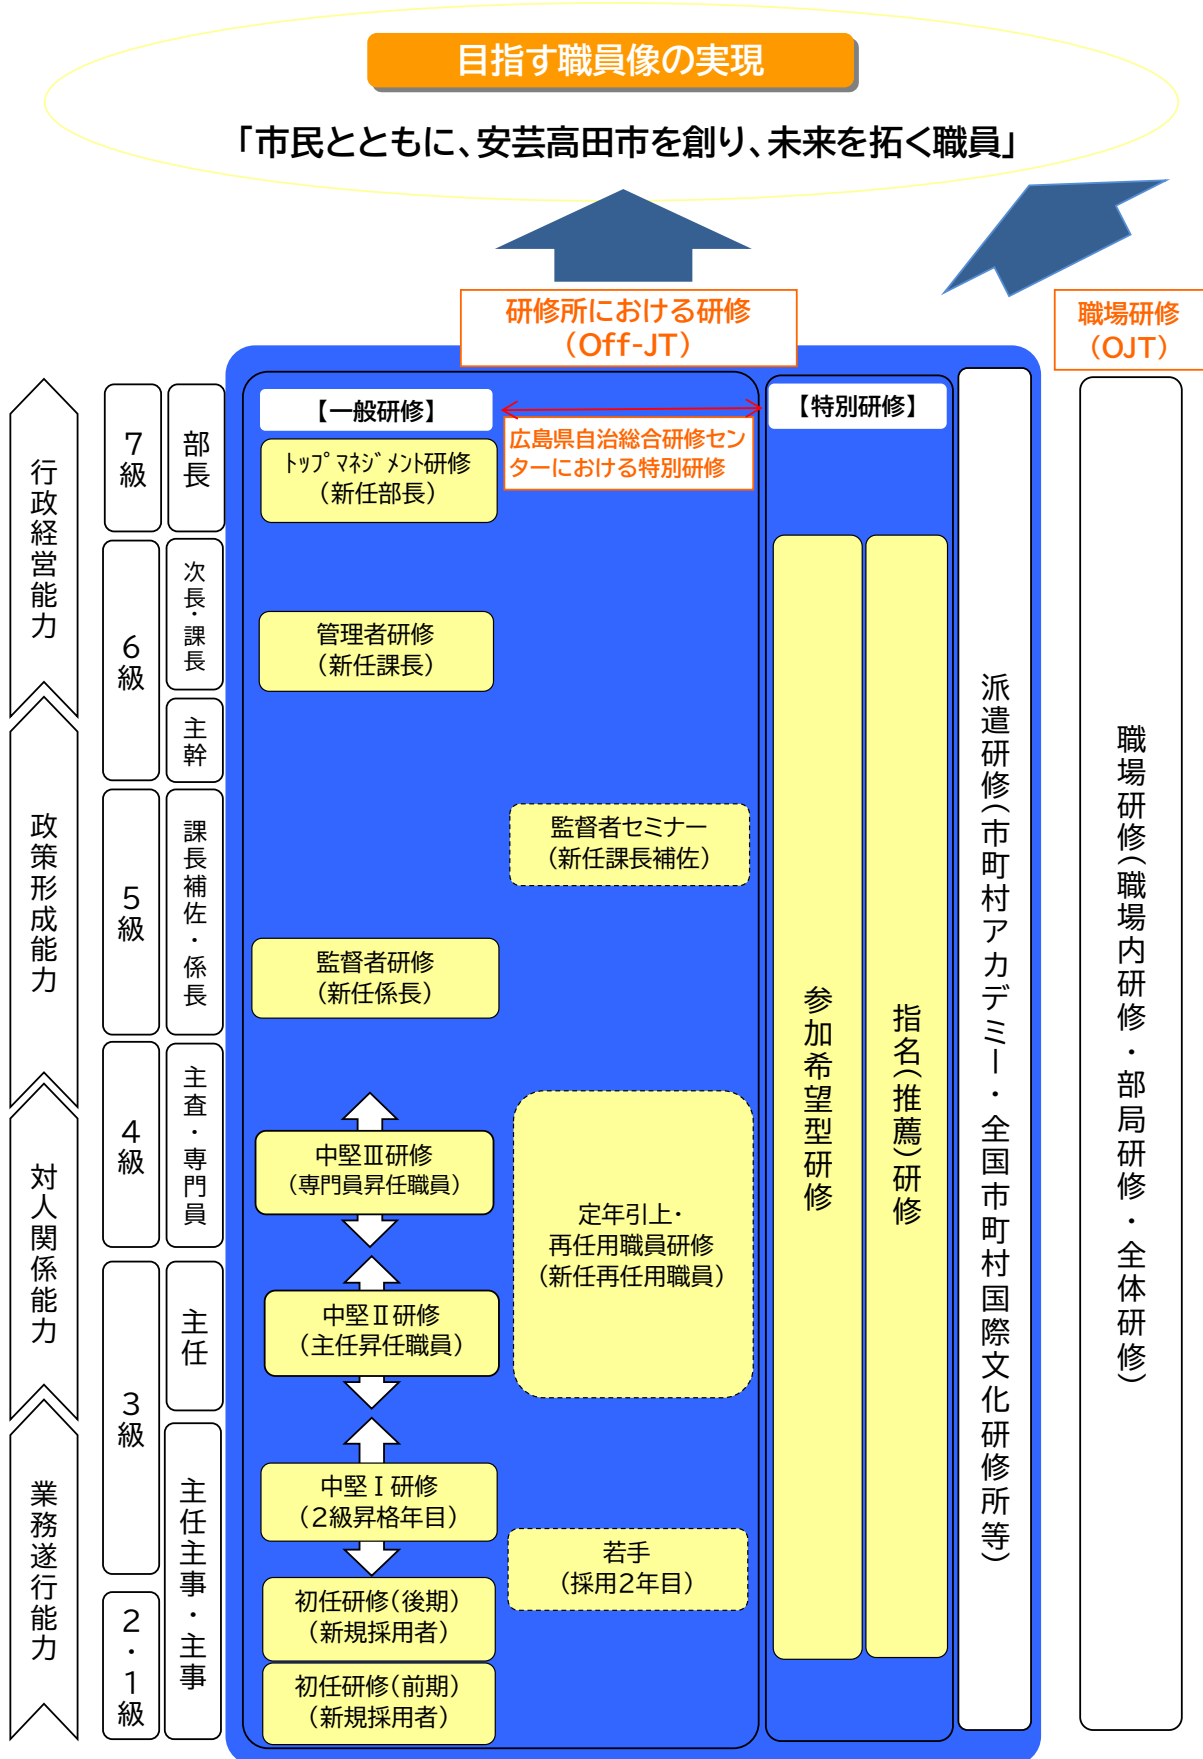 目指す職員像の実現
「市民とともに、安芸高田市を創り、未来を拓く職員」
研修所における研修
(Off-JT)
職場研修
(OJT)
【一般研修】
広島県自治総合研修セン
ターにおける特別研修
【特別研修】
行政経営能力
政策形成能力
対人関係能力
業務遂行能力
7級
6級
5級
4級
3級
2・1級
部長
次長・課長
主幹
課長補佐・係長
主査・専門員
主任
主任主事・主事
ﾄｯﾌﾟﾏﾈｼﾞﾒﾝﾄ研修
(新任部長)
管理者研修
(新任課長)
監督者セミナー
(新任課長補佐)
監督者研修
(新任係長)
中堅Ⅲ研修
(専門員昇任職員)
定年引上・
再任用職員研修
(新任再任用職員)
中堅Ⅱ研修
(主任昇任職員)
中堅Ⅰ研修
(2級昇格年目)
若手
(採用2年目)
初任研修(後期)
(新規採用者)
初任研修(前期)
(新規採用者)
参加希望型研修
指名(推薦)研修
派遣研修(市町村アカデミー・全国市町村国際文化研修所等)
職場研修(職場内研修・部局研修・全体研修)